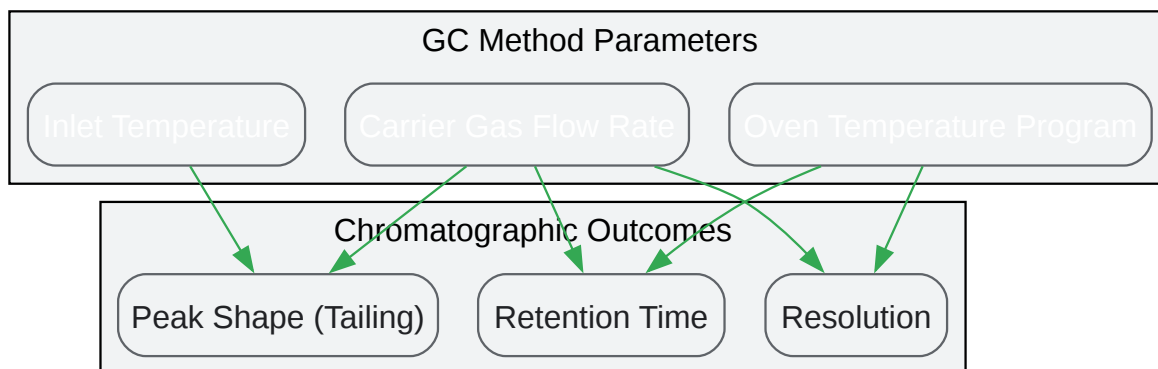 GC Method Parameters
Inlet Temperature
Carrier Gas Flow Rate
Oven Temperature Program
Chromatographic Outcomes
Peak Shape (Tailing)
Retention Time
Resolution